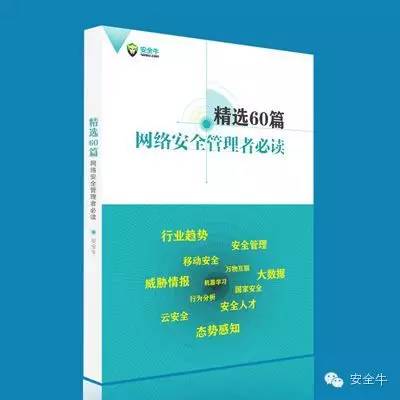 安全牛
精选60篇
网络安全管理者必读
精选60篇
网络安全管理者必读
安全牛
行业趋势
安全管理
移动安全
万物互联
威胁情报
大数据
机器学习
国家安全
行为分析
安全人才
云安全
态势感知
安全牛